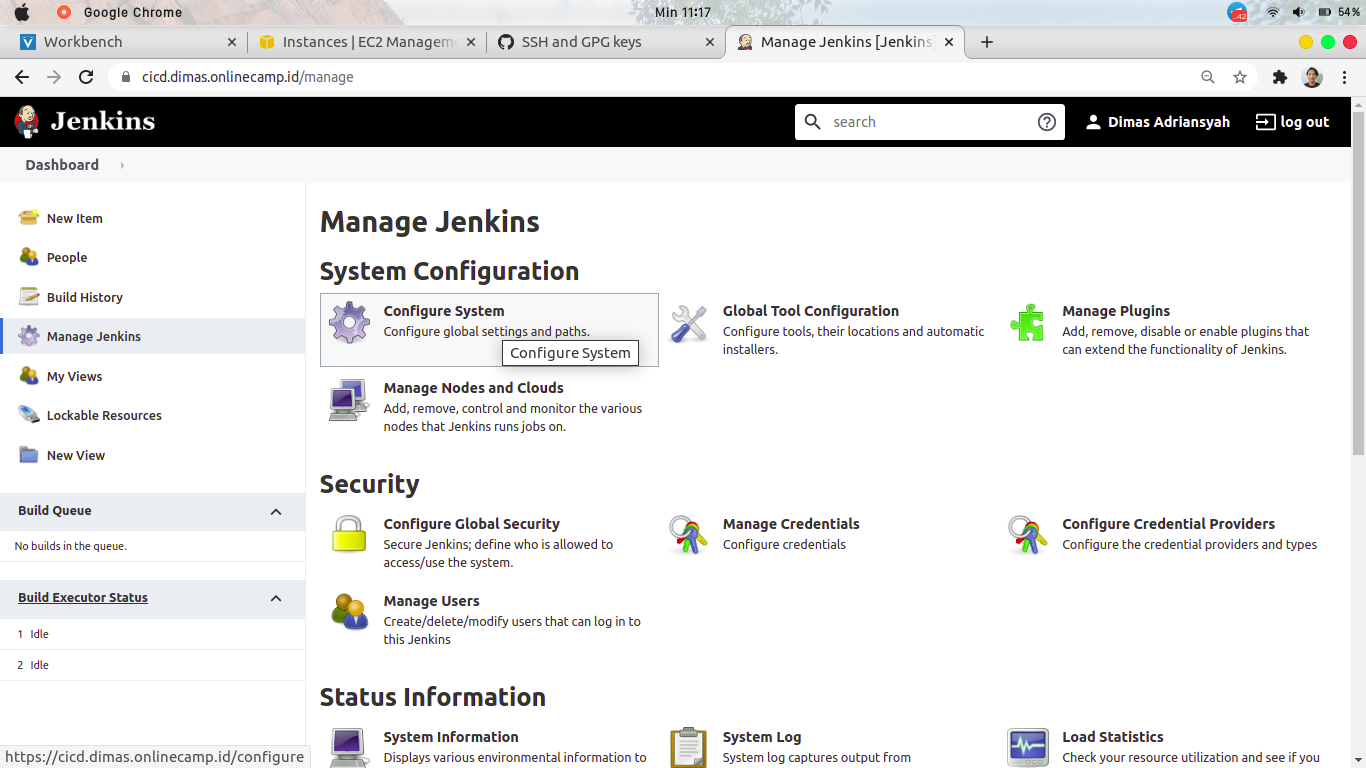 Google Chrome
Min 11:17
42
54%
Workbench
Instances | EC2 Manageme
SSH and GPG keys
Manage Jenkins [Jenkins]
cicd.dimas.onlinecamp.id/manage
Jenkins
search
Dimas Adriansyah
log out
Dashboard
New Item
People
Build History
Manage Jenkins
My Views
Lockable Resources
New View
Build Queue
No builds in the queue.
Build Executor Status
1 Idle
2 Idle
Manage Jenkins
System Configuration
Configure System
Configure global settings and paths.
Configure System
Global Tool Configuration
Configure tools, their locations and automatic
installers.
Manage Plugins
Add, remove, disable or enable plugins that
can extend the functionality of Jenkins.
Manage Nodes and Clouds
Add, remove, control and monitor the various
nodes that Jenkins runs jobs on.
Security
Configure Global Security
Secure Jenkins; define who is allowed to
access/use the system.
Manage Credentials
Configure credentials
Configure Credential Providers
Configure the credential providers and types
Manage Users
Create/delete/modify users that can log in to
this Jenkins
Status Information
System Information
Displays various environmental information to
System Log
System log captures output from
Load Statistics
Check your resource utilization and see if you
https://cicd.dimas.onlinecamp.id/configure